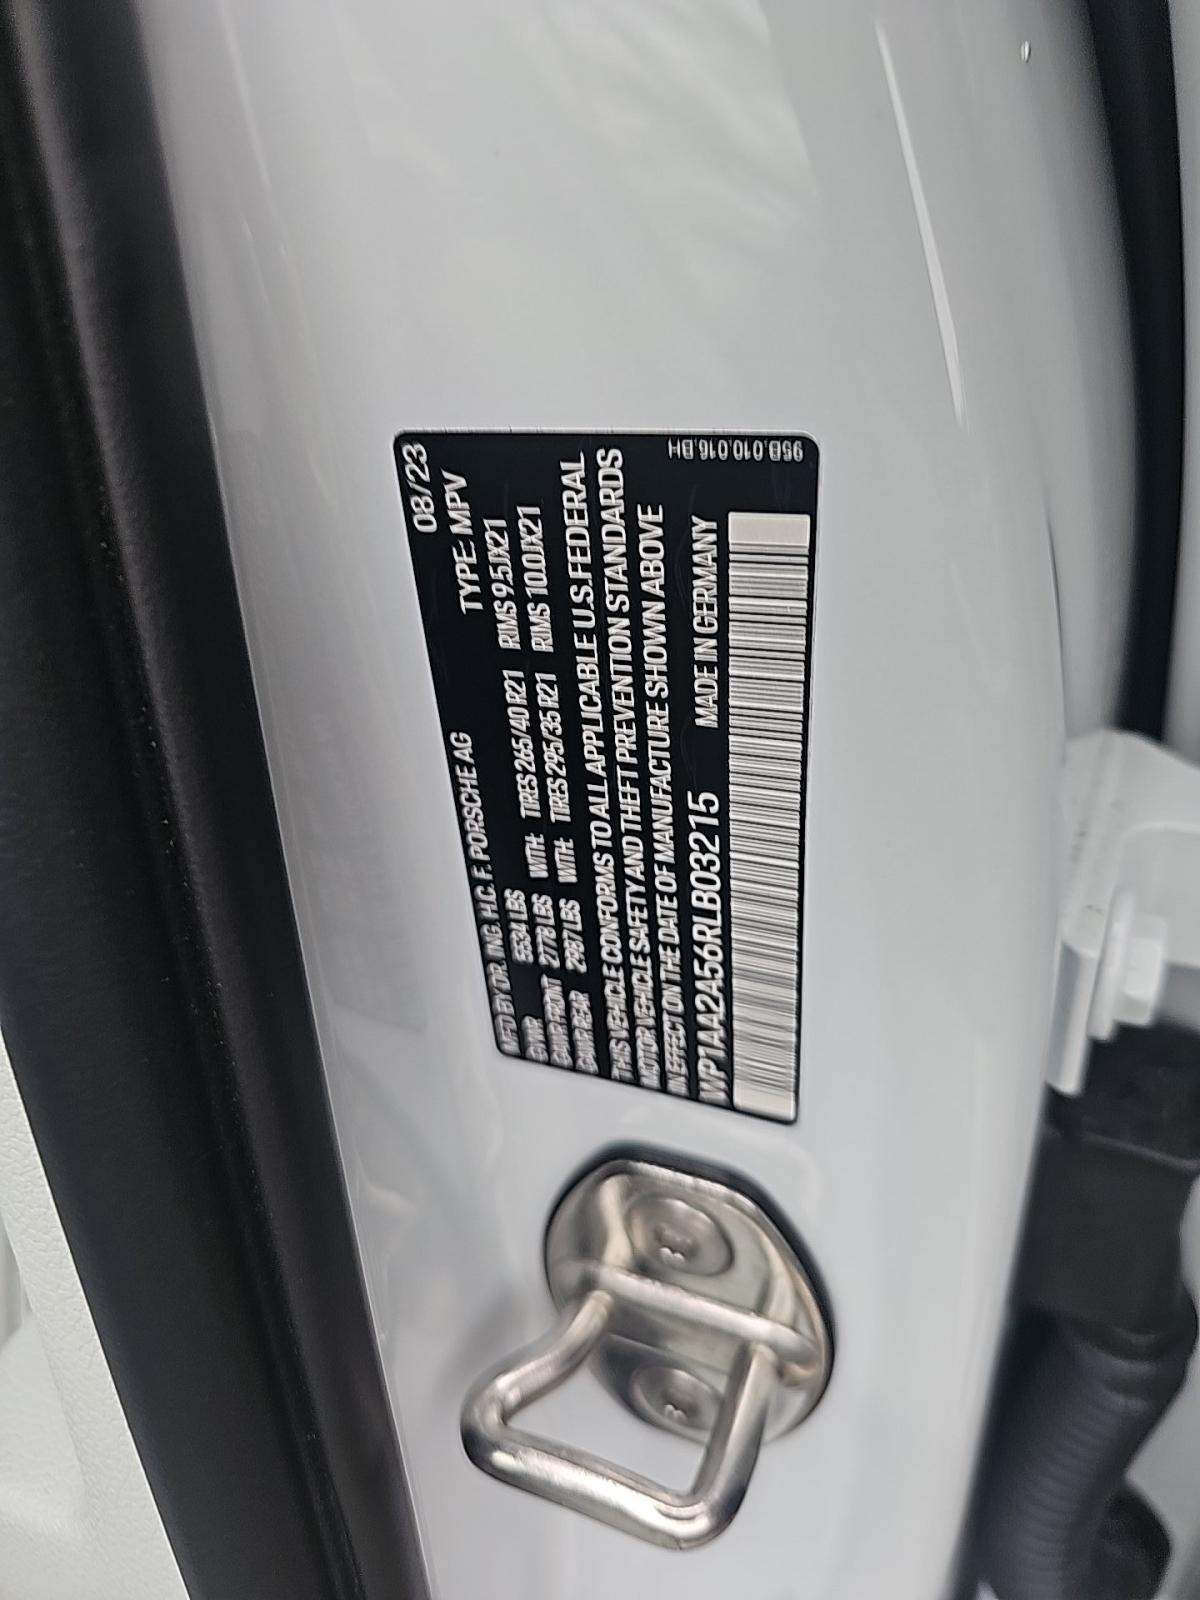 08/23
MFD BY DR. ING. H.C. F. PORSCHE AG TYPE: MPV
GVWR 5534 LBS WITH: TIRES 265/40 R21 RIMS 9.5JX21
GAWR FRONT 2778 LBS WITH: TIRES 295/35 R21 RIMS 10.0JX21
GAWR REAR 2987 LBS
THIS VEHICLE CONFORMS TO ALL APPLICABLE U.S. FEDERAL
MOTOR VEHICLE SAFETY AND THEFT PREVENTION STANDARDS
IN EFFECT ON THE DATE OF MANUFACTURE SHOWN ABOVE
WP1AA2A56RLB03215 MADE IN GERMANY
95B.010.016.BH